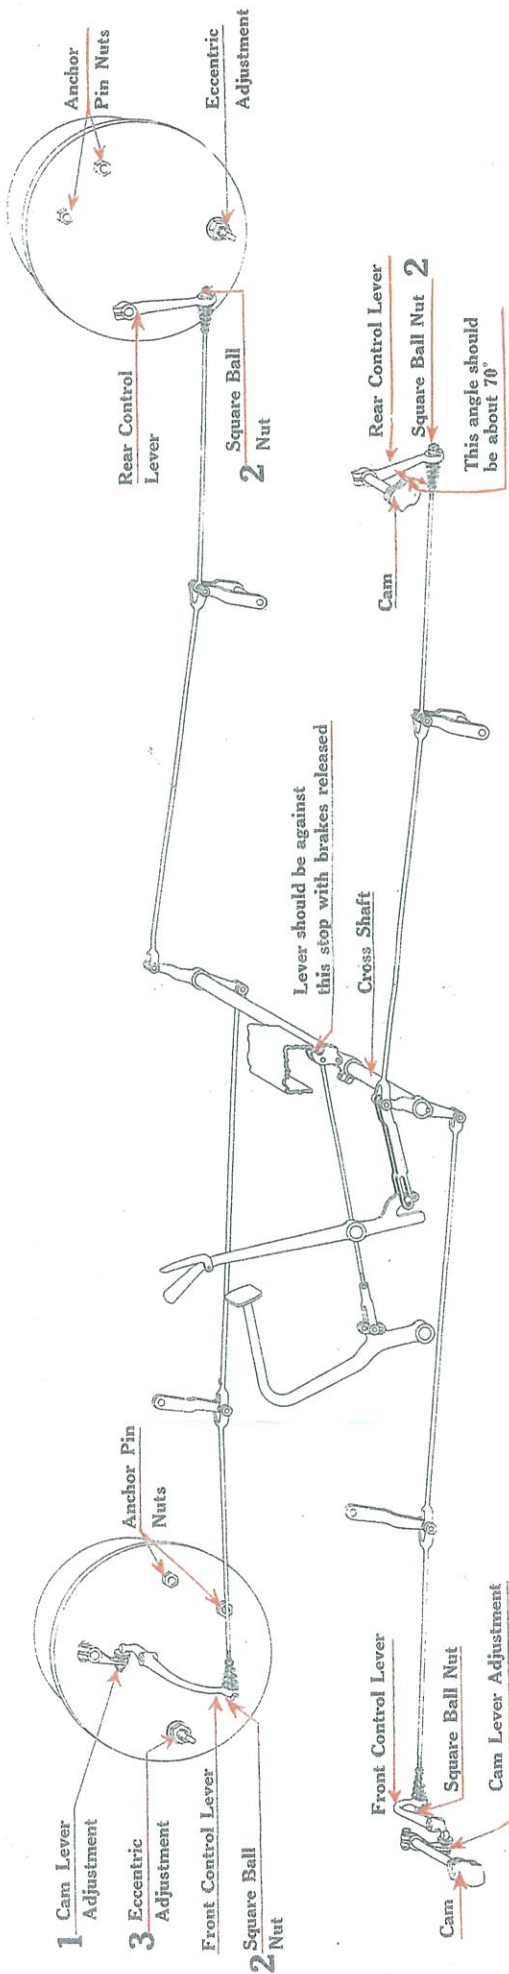 1 Cam Lever
Adjustment
3 Eccentric
Adjustment
Front Control Lever
2 Square Ball
Nut
Anchor Pin
Nuts
Anchor
Pin Nuts
Eccentric
Adjustment
Rear Control
Lever
Square Ball
2 Nut
Lever should be against
this stop with brakes released
Cross Shaft
Front Control Lever
Square Ball Nut
Cam Lever Adjustment
Cam
Rear Control Lever
Square Ball Nut 2
Cam
This angle should
be about 70°